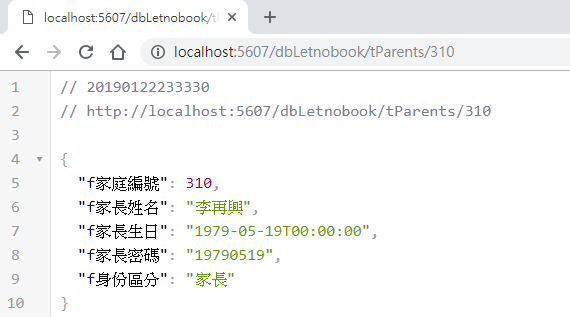 localhost:5607/dbLetnobook/t
localhost:5607/dbLetnobook/tParents/310
1 // 20190122233330
2 // http://localhost:5607/dbLetnobook/tParents/310
3
4 {
5 "f家庭編號": 310,
6 "f家長姓名": "李再興",
7 "f家長生日": "1979-05-19T00:00:00",
8 "f家長密碼": "19790519",
9 "f身份區分": "家長"
10 }